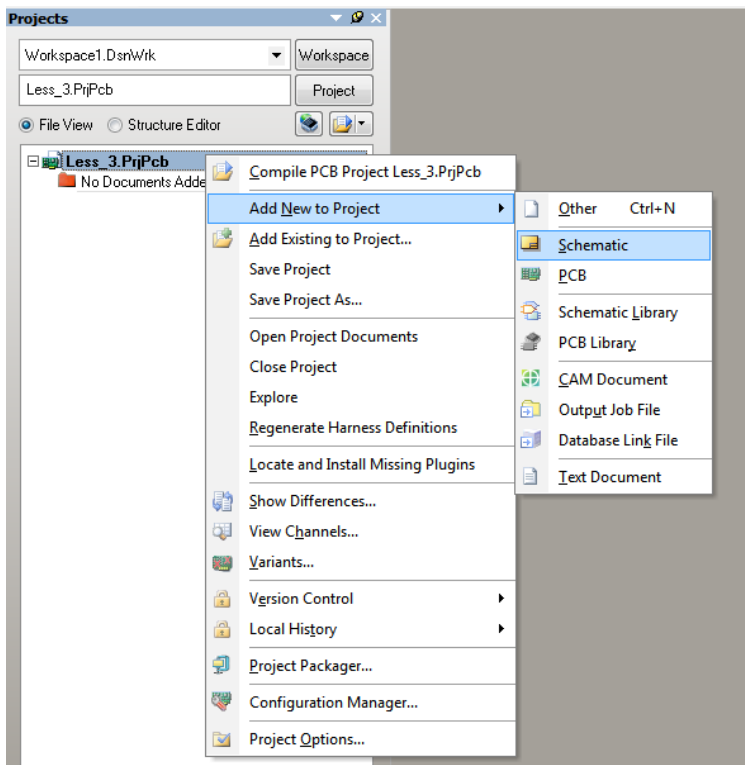 Projects
Workspace1.DsnWrk Workspace
Less_3.PrjPcb Project
File View Structure Editor
Less_3.PrjPcb
No Documents Adde
Compile PCB Project Less_3.PrjPcb
Add New to Project
Add Existing to Project...
Save Project
Save Project As...
Open Project Documents
Close Project
Explore
Regenerate Harness Definitions
Locate and Install Missing Plugins
Show Differences...
View Channels...
Variants...
Version Control
Local History
Project Packager...
Configuration Manager...
Project Options...
Other Ctrl+N
Schematic
PCB
Schematic Library
PCB Library
CAM Document
Output Job File
Database Link File
Text Document